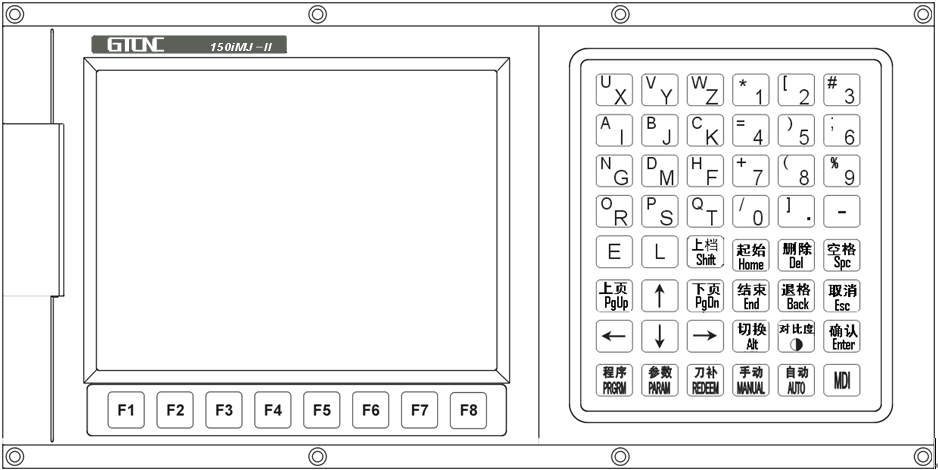 GTCNC 150iMJ-II
U X V Y W Z * 1 [ 2 # 3
A I B J C K = 4 ) 5 ; 6
N G D M H F + 7 ( 8 % 9
O R P S Q T / 0 ] . -
E L 上档 起始 删除 空格
Shift Home Del Spc
上页 ↑ 下页 结束 退格 取消
PgUp PgDn End Back Esc
← ↓ → 切换 对比度 确认
Alt Enter
程序 参数 刀补 手动 自动 MDI
PRGRM PARAM REDEEM MANUAL AUTO
F1 F2 F3 F4 F5 F6 F7 F8